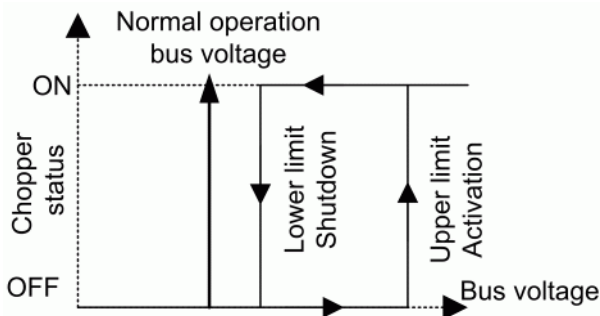 Normal operation
bus voltage
ON
Chopper
status
Lower limit
Shutdown
Upper limit
Activation
OFF
Bus voltage